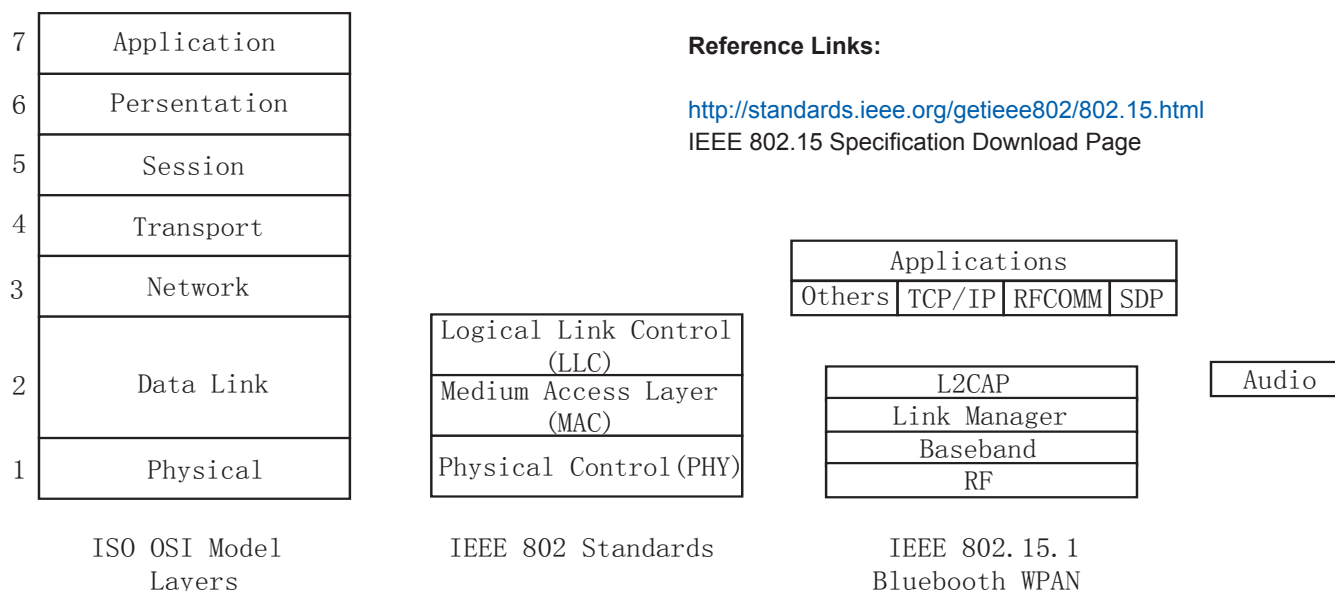 7 Application
6 Persentation
5 Session
4 Transport
3 Network
2 Data Link
1 Physical
ISO OSI Model
Layers
Logical Link Control
(LLC)
Medium Access Layer
(MAC)
Physical Control(PHY)
IEEE 802 Standards
Reference Links:
http://standards.ieee.org/getieee802/802.15.html
IEEE 802.15 Specification Download Page
Applications
Others TCP/IP RFCOMM SDP
L2CAP
Link Manager
Baseband
RF
Audio
IEEE 802.15.1
Bluebooth WPAN